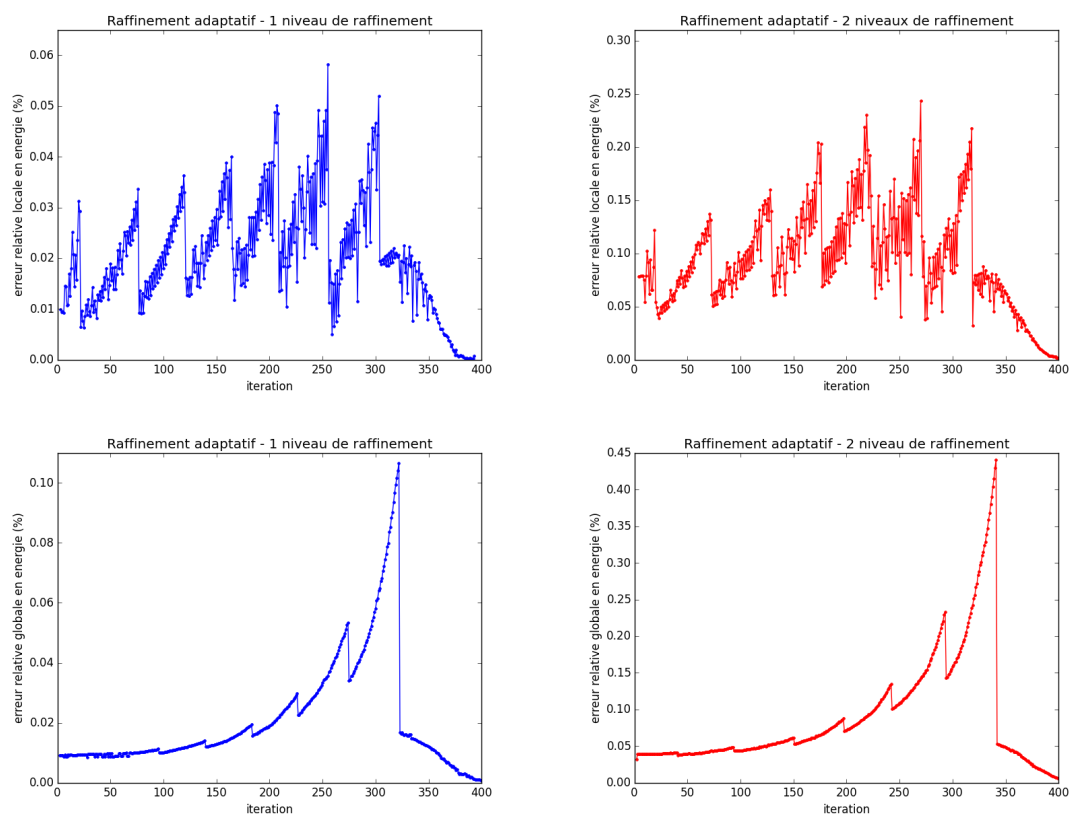 Raffinement adaptatif - 1 niveau de raffinement
erreur relative locale en energie (%)
0.06
0.05
0.04
0.03
0.02
0.01
0.00
0 50 100 150 200 250 300 350 400
iteration
Raffinement adaptatif - 2 niveaux de raffinement
erreur relative locale en energie (%)
0.30
0.25
0.20
0.15
0.10
0.05
0.00
0 50 100 150 200 250 300 350 400
iteration
Raffinement adaptatif - 1 niveau de raffinement
erreur relative globale en energie (%)
0.10
0.08
0.06
0.04
0.02
0.00
0 50 100 150 200 250 300 350 400
iteration
Raffinement adaptatif - 2 niveau de raffinement
erreur relative globale en energie (%)
0.45
0.40
0.35
0.30
0.25
0.20
0.15
0.10
0.05
0.00
0 50 100 150 200 250 300 350 400
iteration